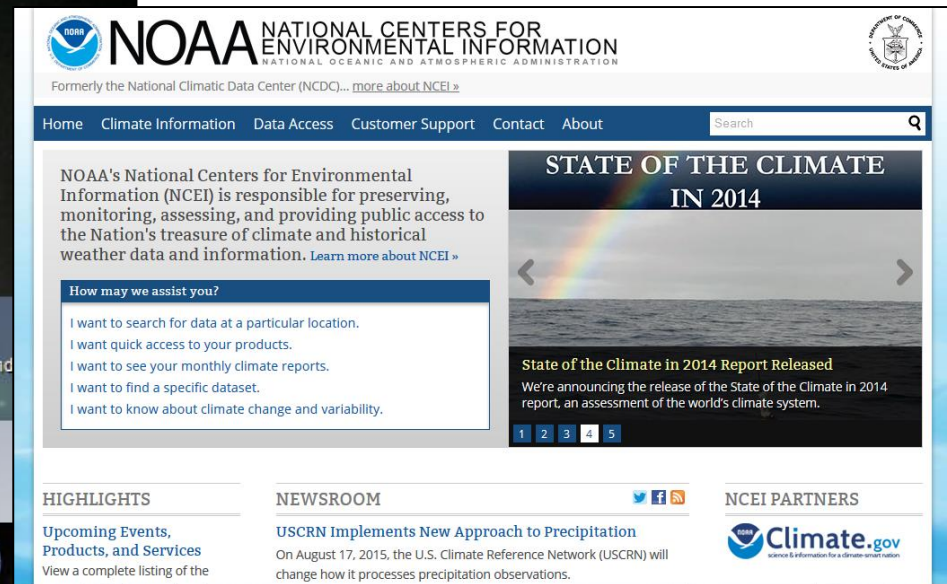 NOAA
NOAA NATIONAL CENTERS FOR
ENVIRONMENTAL INFORMATION
NATIONAL OCEANIC AND ATMOSPHERIC ADMINISTRATION
Formerly the National Climatic Data Center (NCDC)... more about NCEI »
Home Climate Information Data Access Customer Support Contact About Search
NOAA's National Centers for Environmental
Information (NCEI) is responsible for preserving,
monitoring, assessing, and providing public access to
the Nation's treasure of climate and historical
weather data and information. Learn more about NCEI »
How may we assist you?
I want to search for data at a particular location.
I want quick access to your products.
I want to see your monthly climate reports.
I want to find a specific dataset.
I want to know about climate change and variability.
STATE OF THE CLIMATE
IN 2014
State of the Climate in 2014 Report Released
We're announcing the release of the State of the Climate in 2014
report, an assessment of the world's climate system.
1 2 3 4 5
HIGHLIGHTS
Upcoming Events,
Products, and Services
View a complete listing of the
NEWSROOM
USCRN Implements New Approach to Precipitation
On August 17, 2015, the U.S. Climate Reference Network (USCRN) will
change how it processes precipitation observations.
NCEI PARTNERS
NOAA
Climate.gov
science & information for a climate-smart nation